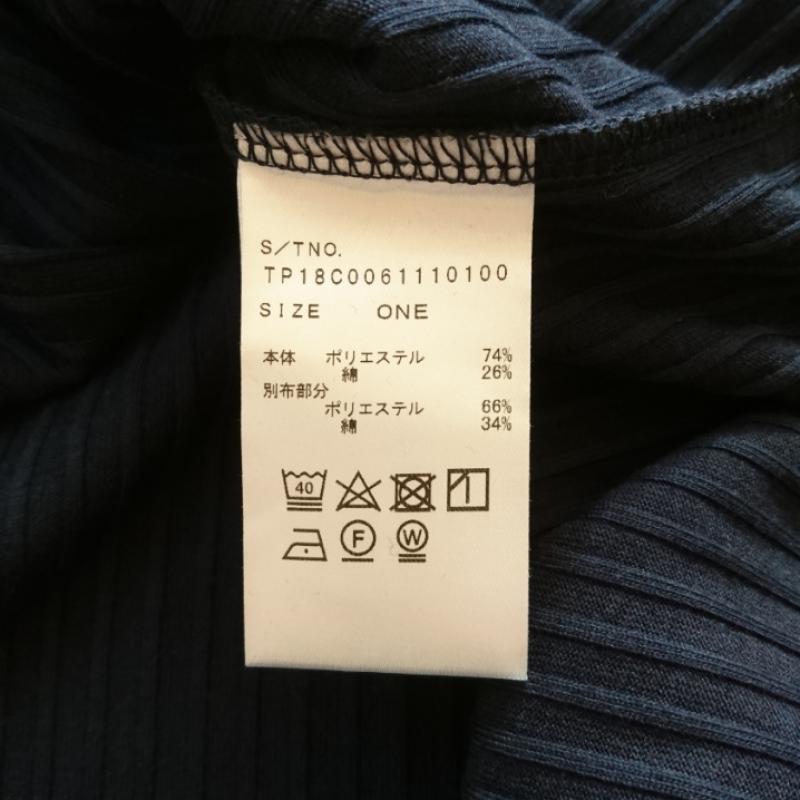 S/TNO.
TP18C0061110100
SIZE ONE
本体 ポリエステル 74%
綿 26%
別布部分
ポリエステル 66%
綿 34%
40
F W